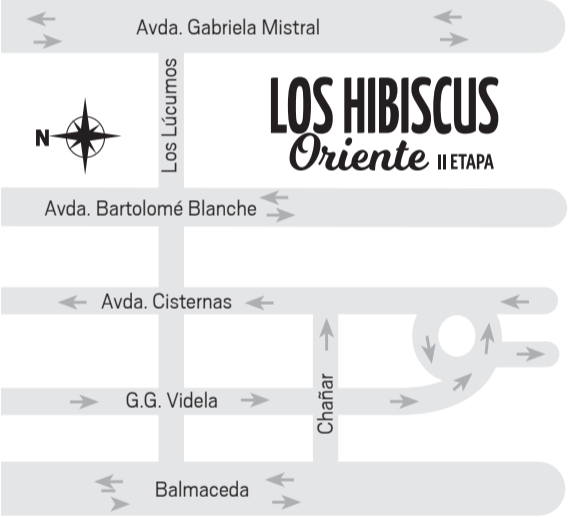 Avda. Gabriela Mistral
Los Lúcumos
LOS HIBISCUS
Oriente II ETAPA
N
Avda. Bartolomé Blanche
Avda. Cisternas
G.G. Videla
Chañar
Balmaceda